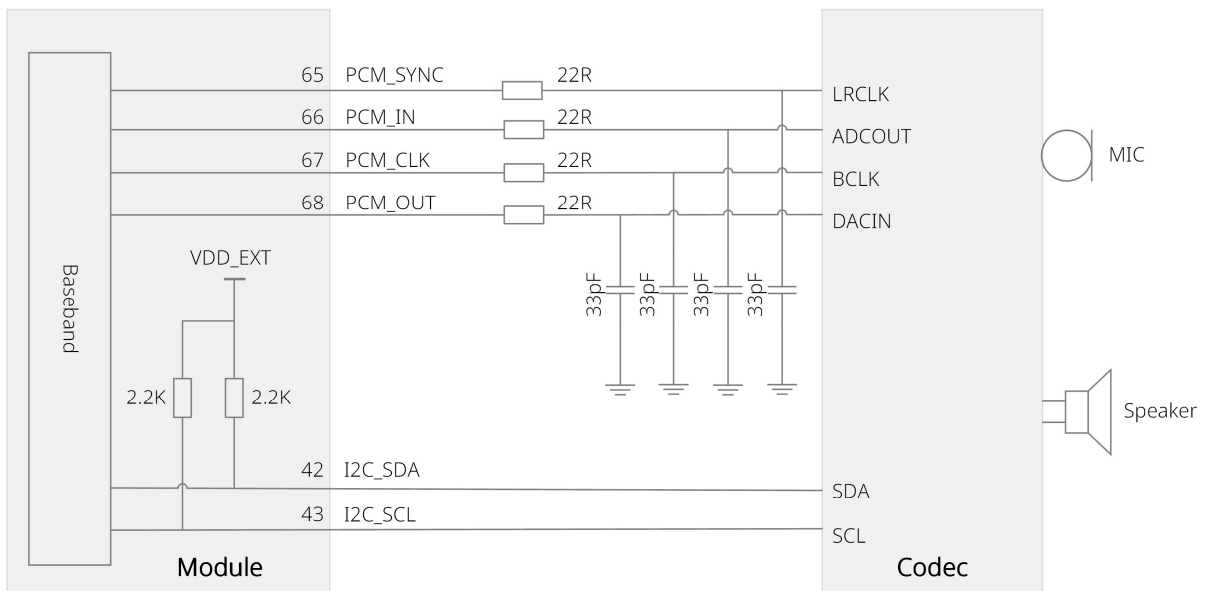 65 PCM_SYNC 22R
LRCLK
66 PCM_IN 22R
ADCOUT
67 PCM_CLK 22R
BCLK
68 PCM_OUT 22R
DACIN
MIC
VDD_EXT
Baseband
33pF 33pF 33pF 33pF
2.2K 2.2K
Speaker
42 I2C_SDA
SDA
43 I2C_SCL
SCL
Module
Codec